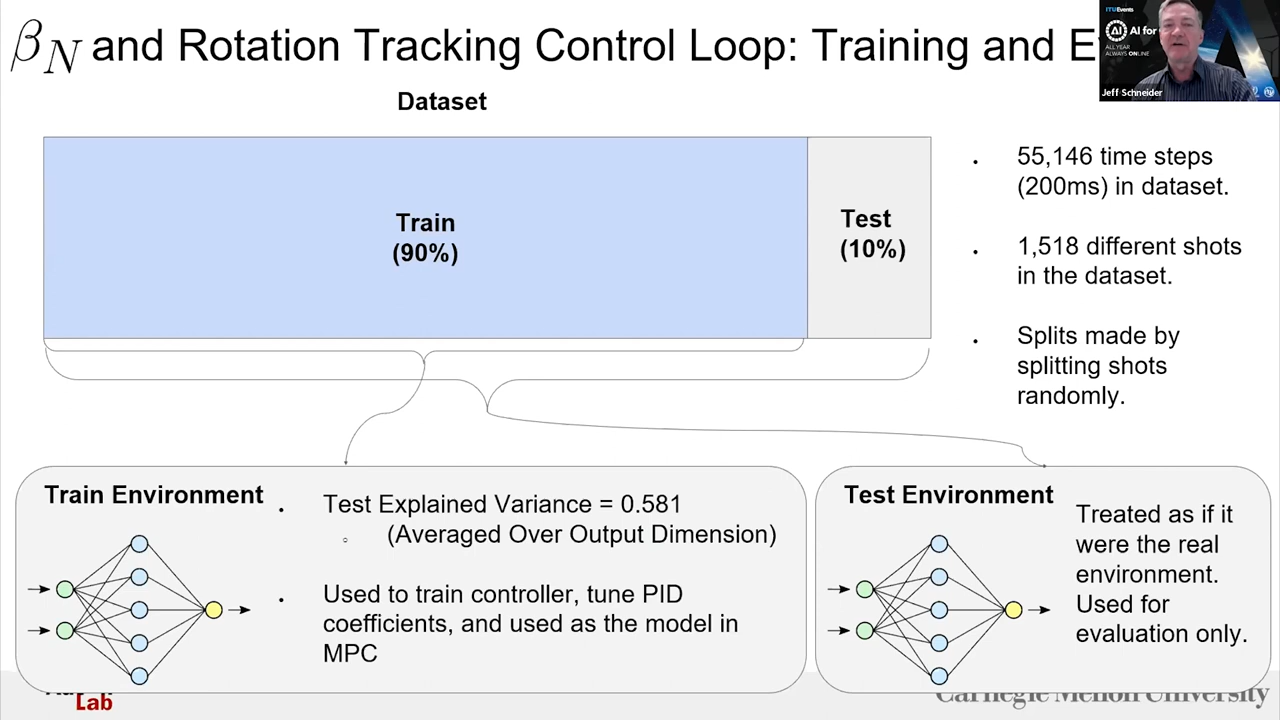 βN and Rotation Tracking Control Loop: Training and E
ITUEvents
AI for
ALL YEAR
ALWAYS ONLINE
Jeff Schneider
Dataset
Train
(90%)
Test
(10%)
. 55,146 time steps
(200ms) in dataset.
. 1,518 different shots
in the dataset.
. Splits made by
splitting shots
randomly.
Train Environment
. Test Explained Variance = 0.581
(Averaged Over Output Dimension)
. Used to train controller, tune PID
coefficients, and used as the model in
MPC
Test Environment
Treated as if it
were the real
environment.
Used for
evaluation only.
Lab
Carnegie Mellon University